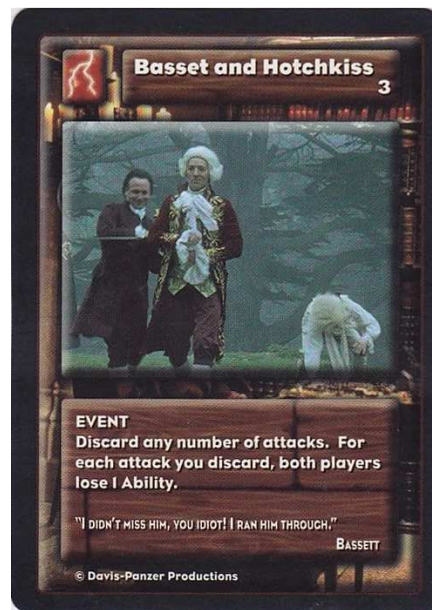 Basset and Hotchkiss
3
EVENT
Discard any number of attacks. For
each attack you discard, both players
lose 1 Ability.
"I DIDN'T MISS HIM, YOU IDIOT! I RAN HIM THROUGH."
BASSETT
© Davis-Panzer Productions